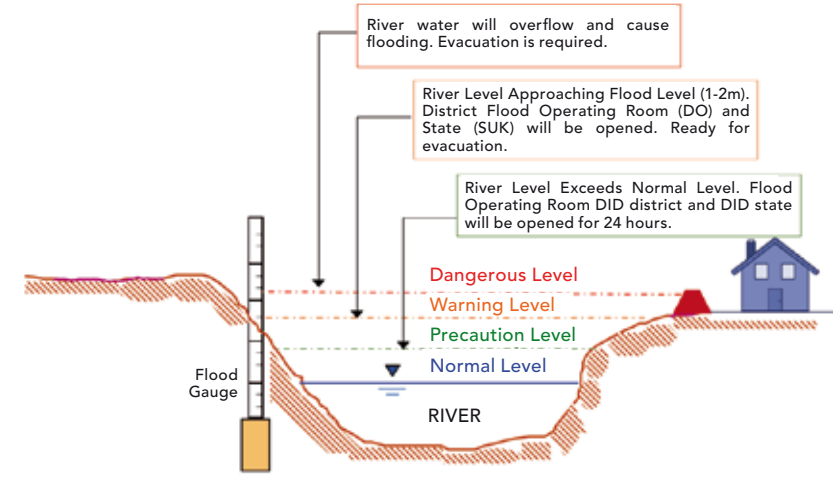 River water will overflow and cause
flooding. Evacuation is required.
River Level Approaching Flood Level (1-2m).
District Flood Operating Room (DO) and
State (SUK) will be opened. Ready for
evacuation.
River Level Exceeds Normal Level. Flood
Operating Room DID district and DID state
will be opened for 24 hours.
Dangerous Level
Warning Level
Precaution Level
Normal Level
Flood
Gauge
RIVER